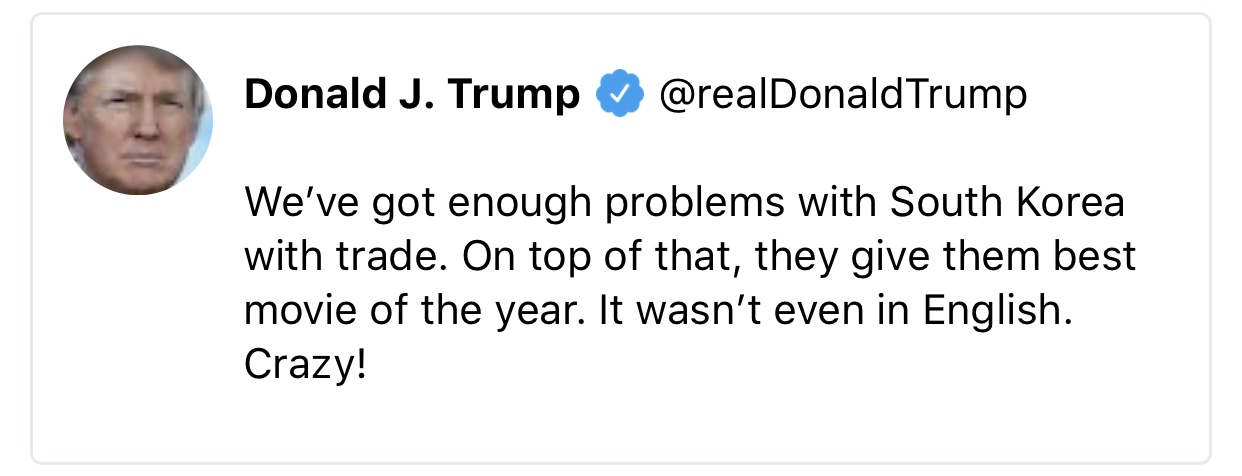 Donald J. Trump @realDonaldTrump
We’ve got enough problems with South Korea
with trade. On top of that, they give them best
movie of the year. It wasn’t even in English.
Crazy!